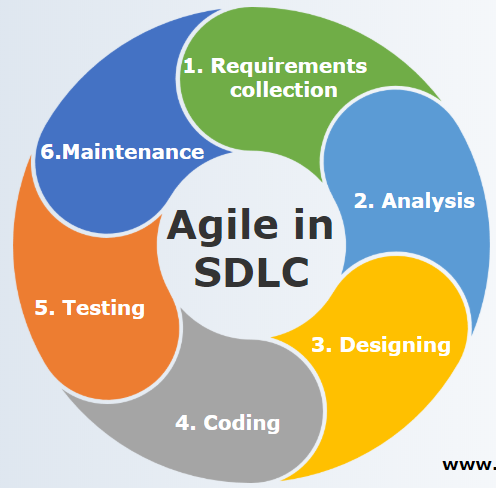 1. Requirements
collection
2. Analysis
3. Designing
4. Coding
5. Testing
6.Maintenance
Agile in
SDLC
www.